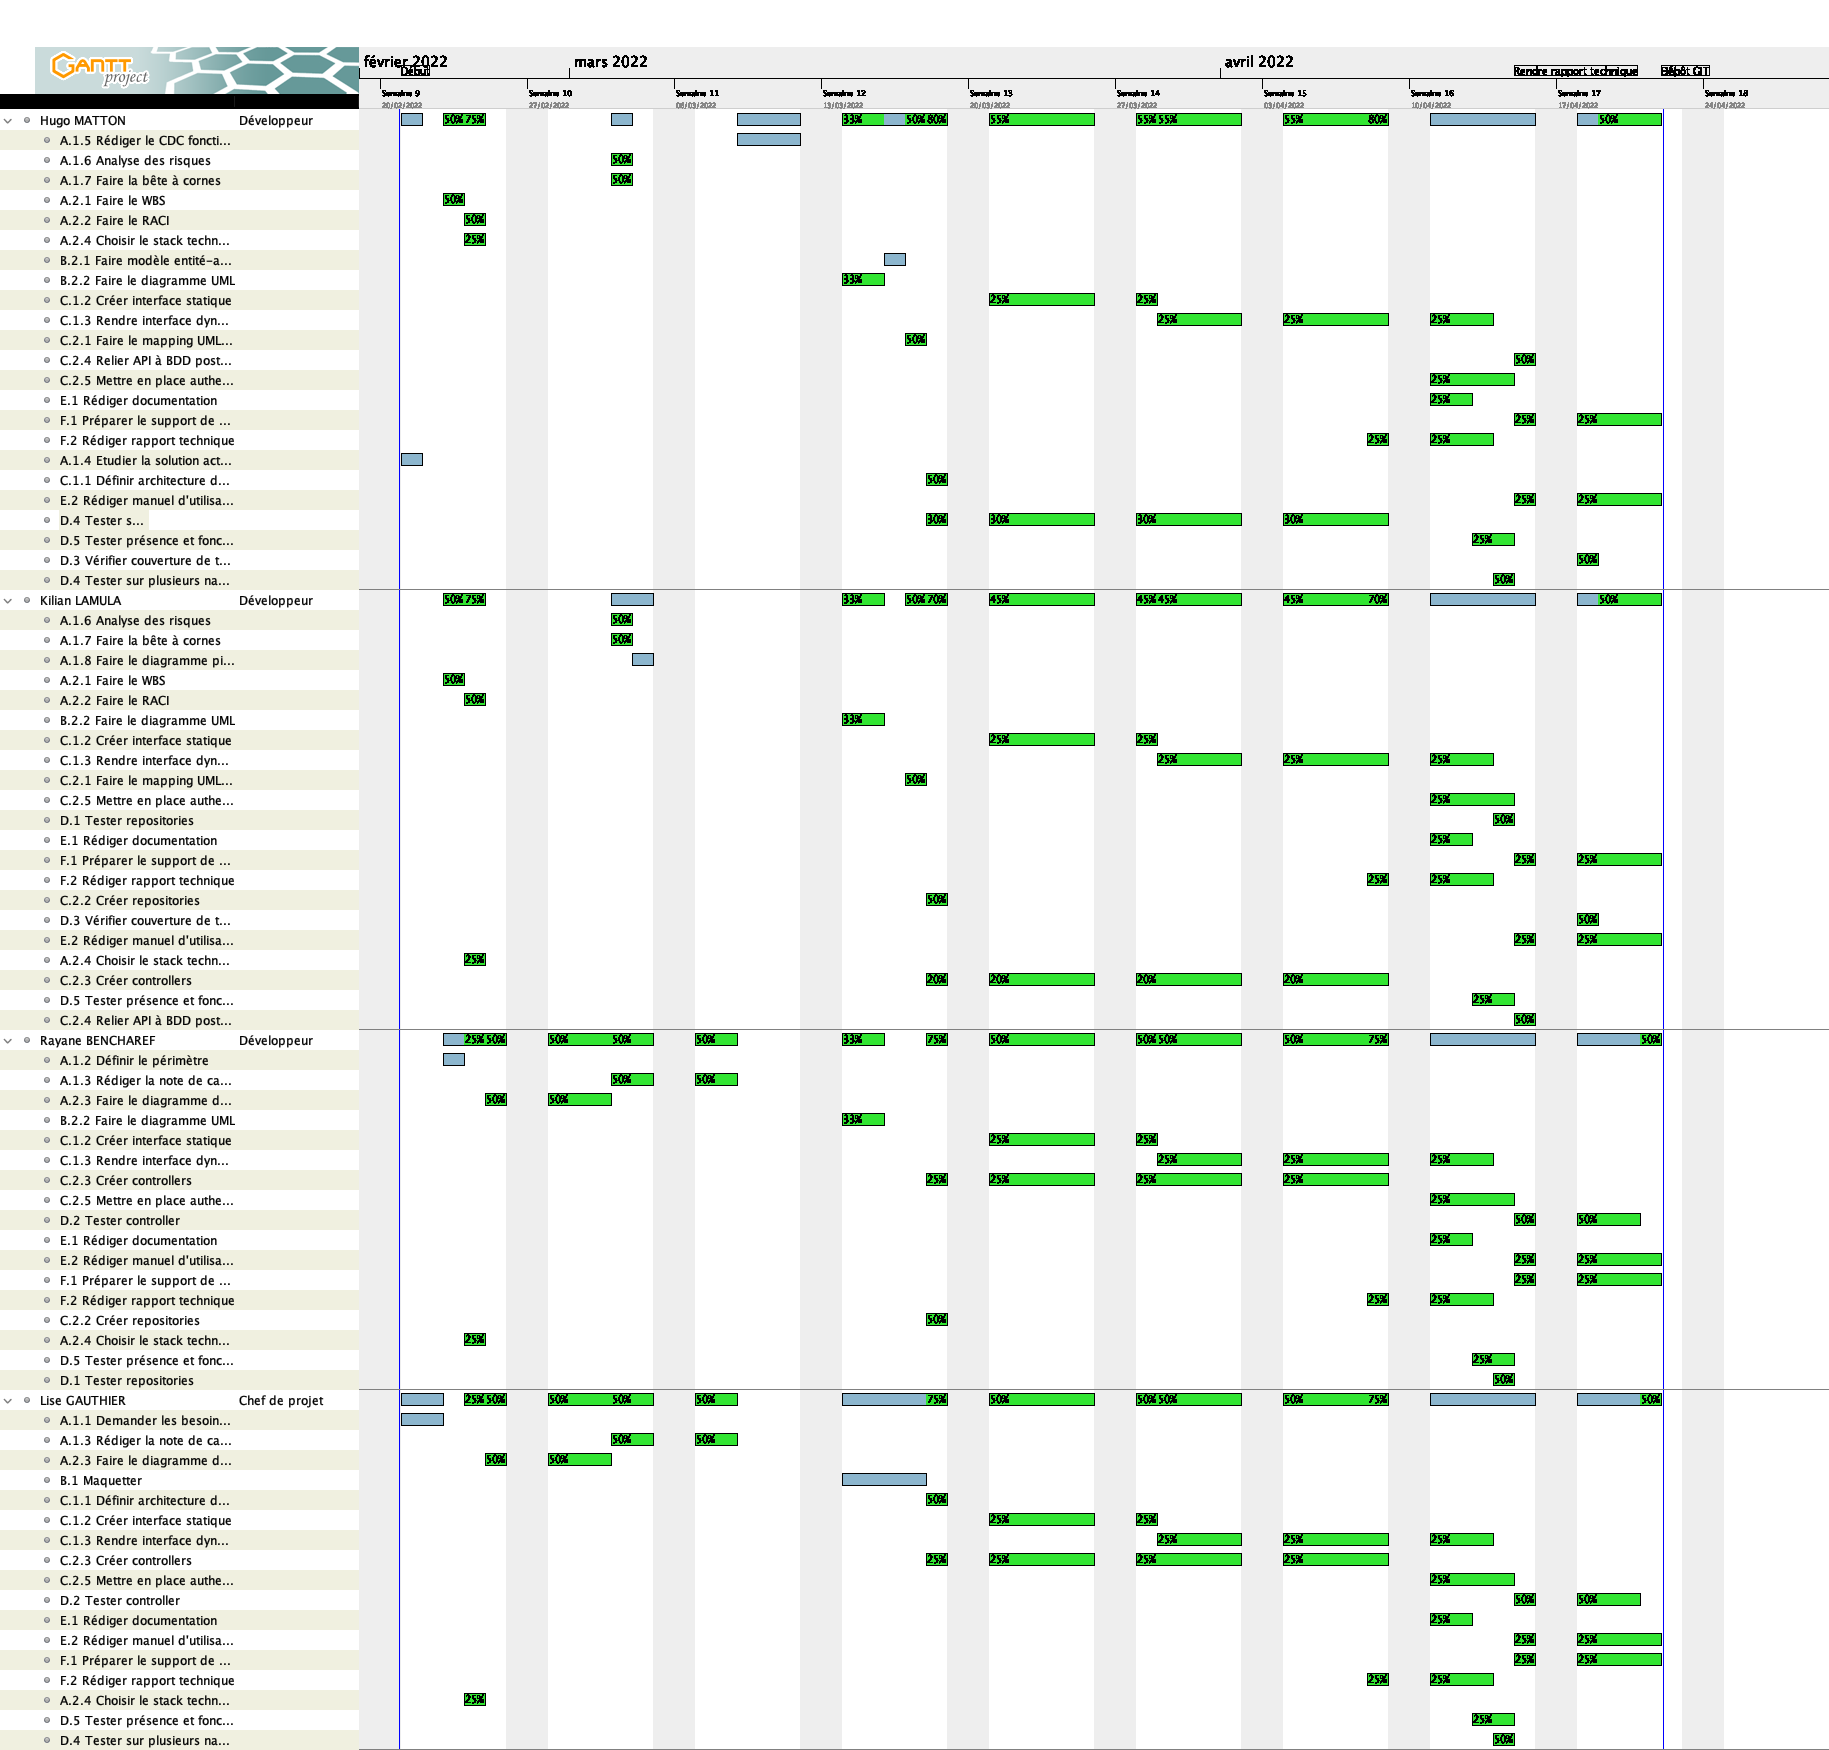 GANTT
project
février 2022 mars 2022 avril 2022
Début Rendre rapport technique Dépôt GIT
Semaine 9 Semaine 10 Semaine 11 Semaine 12 Semaine 13 Semaine 14 Semaine 15 Semaine 16 Semaine 17 Semaine 18
20/02/2022 27/02/2022 06/03/2022 13/03/2022 20/03/2022 27/03/2022 03/04/2022 10/04/2022 17/04/2022 24/04/2022
Hugo MATTON Développeur 50% 75% 33% 50% 80% 55% 55% 55% 55% 80% 50%
A.1.5 Rédiger le CDC foncti...
A.1.6 Analyse des risques 50%
A.1.7 Faire la bête à cornes 50%
A.2.1 Faire le WBS 50%
A.2.2 Faire le RACI 50%
A.2.4 Choisir le stack techn... 25%
B.2.1 Faire modèle entité-a...
B.2.2 Faire le diagramme UML 33%
C.1.2 Créer interface statique 25% 25%
C.1.3 Rendre interface dyn... 25% 25% 25%
C.2.1 Faire le mapping UML... 50%
C.2.4 Relier API à BDD post... 50%
C.2.5 Mettre en place authe... 25%
E.1 Rédiger documentation 25%
F.1 Préparer le support de ... 25% 25%
F.2 Rédiger rapport technique 25% 25%
A.1.4 Etudier la solution act...
C.1.1 Définir architecture d... 50%
E.2 Rédiger manuel d'utilisa... 25% 25%
D.4 Tester s... 30% 30% 30% 30%
D.5 Tester présence et fonc... 25%
D.3 Vérifier couverture de t... 50%
D.4 Tester sur plusieurs na... 50%
Kilian LAMULA Développeur 50% 75% 33% 50% 70% 45% 45% 45% 45% 70% 50%
A.1.6 Analyse des risques 50%
A.1.7 Faire la bête à cornes 50%
A.1.8 Faire le diagramme pi...
A.2.1 Faire le WBS 50%
A.2.2 Faire le RACI 50%
B.2.2 Faire le diagramme UML 33%
C.1.2 Créer interface statique 25% 25%
C.1.3 Rendre interface dyn... 25% 25% 25%
C.2.1 Faire le mapping UML... 50%
C.2.5 Mettre en place authe... 25%
D.1 Tester repositories 50%
E.1 Rédiger documentation 25%
F.1 Préparer le support de ... 25% 25%
F.2 Rédiger rapport technique 25% 25%
C.2.2 Créer repositories 50%
D.3 Vérifier couverture de t... 50%
E.2 Rédiger manuel d'utilisa... 25% 25%
A.2.4 Choisir le stack techn... 25%
C.2.3 Créer controllers 20% 20% 20% 20%
D.5 Tester présence et fonc... 25%
C.2.4 Relier API à BDD post... 50%
Rayane BENCHAREF Développeur 25% 50% 50% 50% 50% 33% 75% 50% 50% 50% 50% 75% 50%
A.1.2 Définir le périmètre
A.1.3 Rédiger la note de ca... 50% 50%
A.2.3 Faire le diagramme d... 50% 50%
B.2.2 Faire le diagramme UML 33%
C.1.2 Créer interface statique 25% 25%
C.1.3 Rendre interface dyn... 25% 25% 25%
C.2.3 Créer controllers 25% 25% 25% 25%
C.2.5 Mettre en place authe... 25%
D.2 Tester controller 50% 50%
E.1 Rédiger documentation 25%
E.2 Rédiger manuel d'utilisa... 25% 25%
F.1 Préparer le support de ... 25% 25%
F.2 Rédiger rapport technique 25% 25%
C.2.2 Créer repositories 50%
A.2.4 Choisir le stack techn... 25%
D.5 Tester présence et fonc... 25%
D.1 Tester repositories 50%
Lise GAUTHIER Chef de projet 25% 50% 50% 50% 50% 75% 50% 50% 50% 50% 75% 50%
A.1.1 Demander les besoin...
A.1.3 Rédiger la note de ca... 50% 50%
A.2.3 Faire le diagramme d... 50% 50%
B.1 Maquetter
C.1.1 Définir architecture d... 50%
C.1.2 Créer interface statique 25% 25%
C.1.3 Rendre interface dyn... 25% 25% 25%
C.2.3 Créer controllers 25% 25% 25% 25%
C.2.5 Mettre en place authe... 25%
D.2 Tester controller 50% 50%
E.1 Rédiger documentation 25%
E.2 Rédiger manuel d'utilisa... 25% 25%
F.1 Préparer le support de ... 25% 25%
F.2 Rédiger rapport technique 25% 25%
A.2.4 Choisir le stack techn... 25%
D.5 Tester présence et fonc... 25%
D.4 Tester sur plusieurs na... 50%